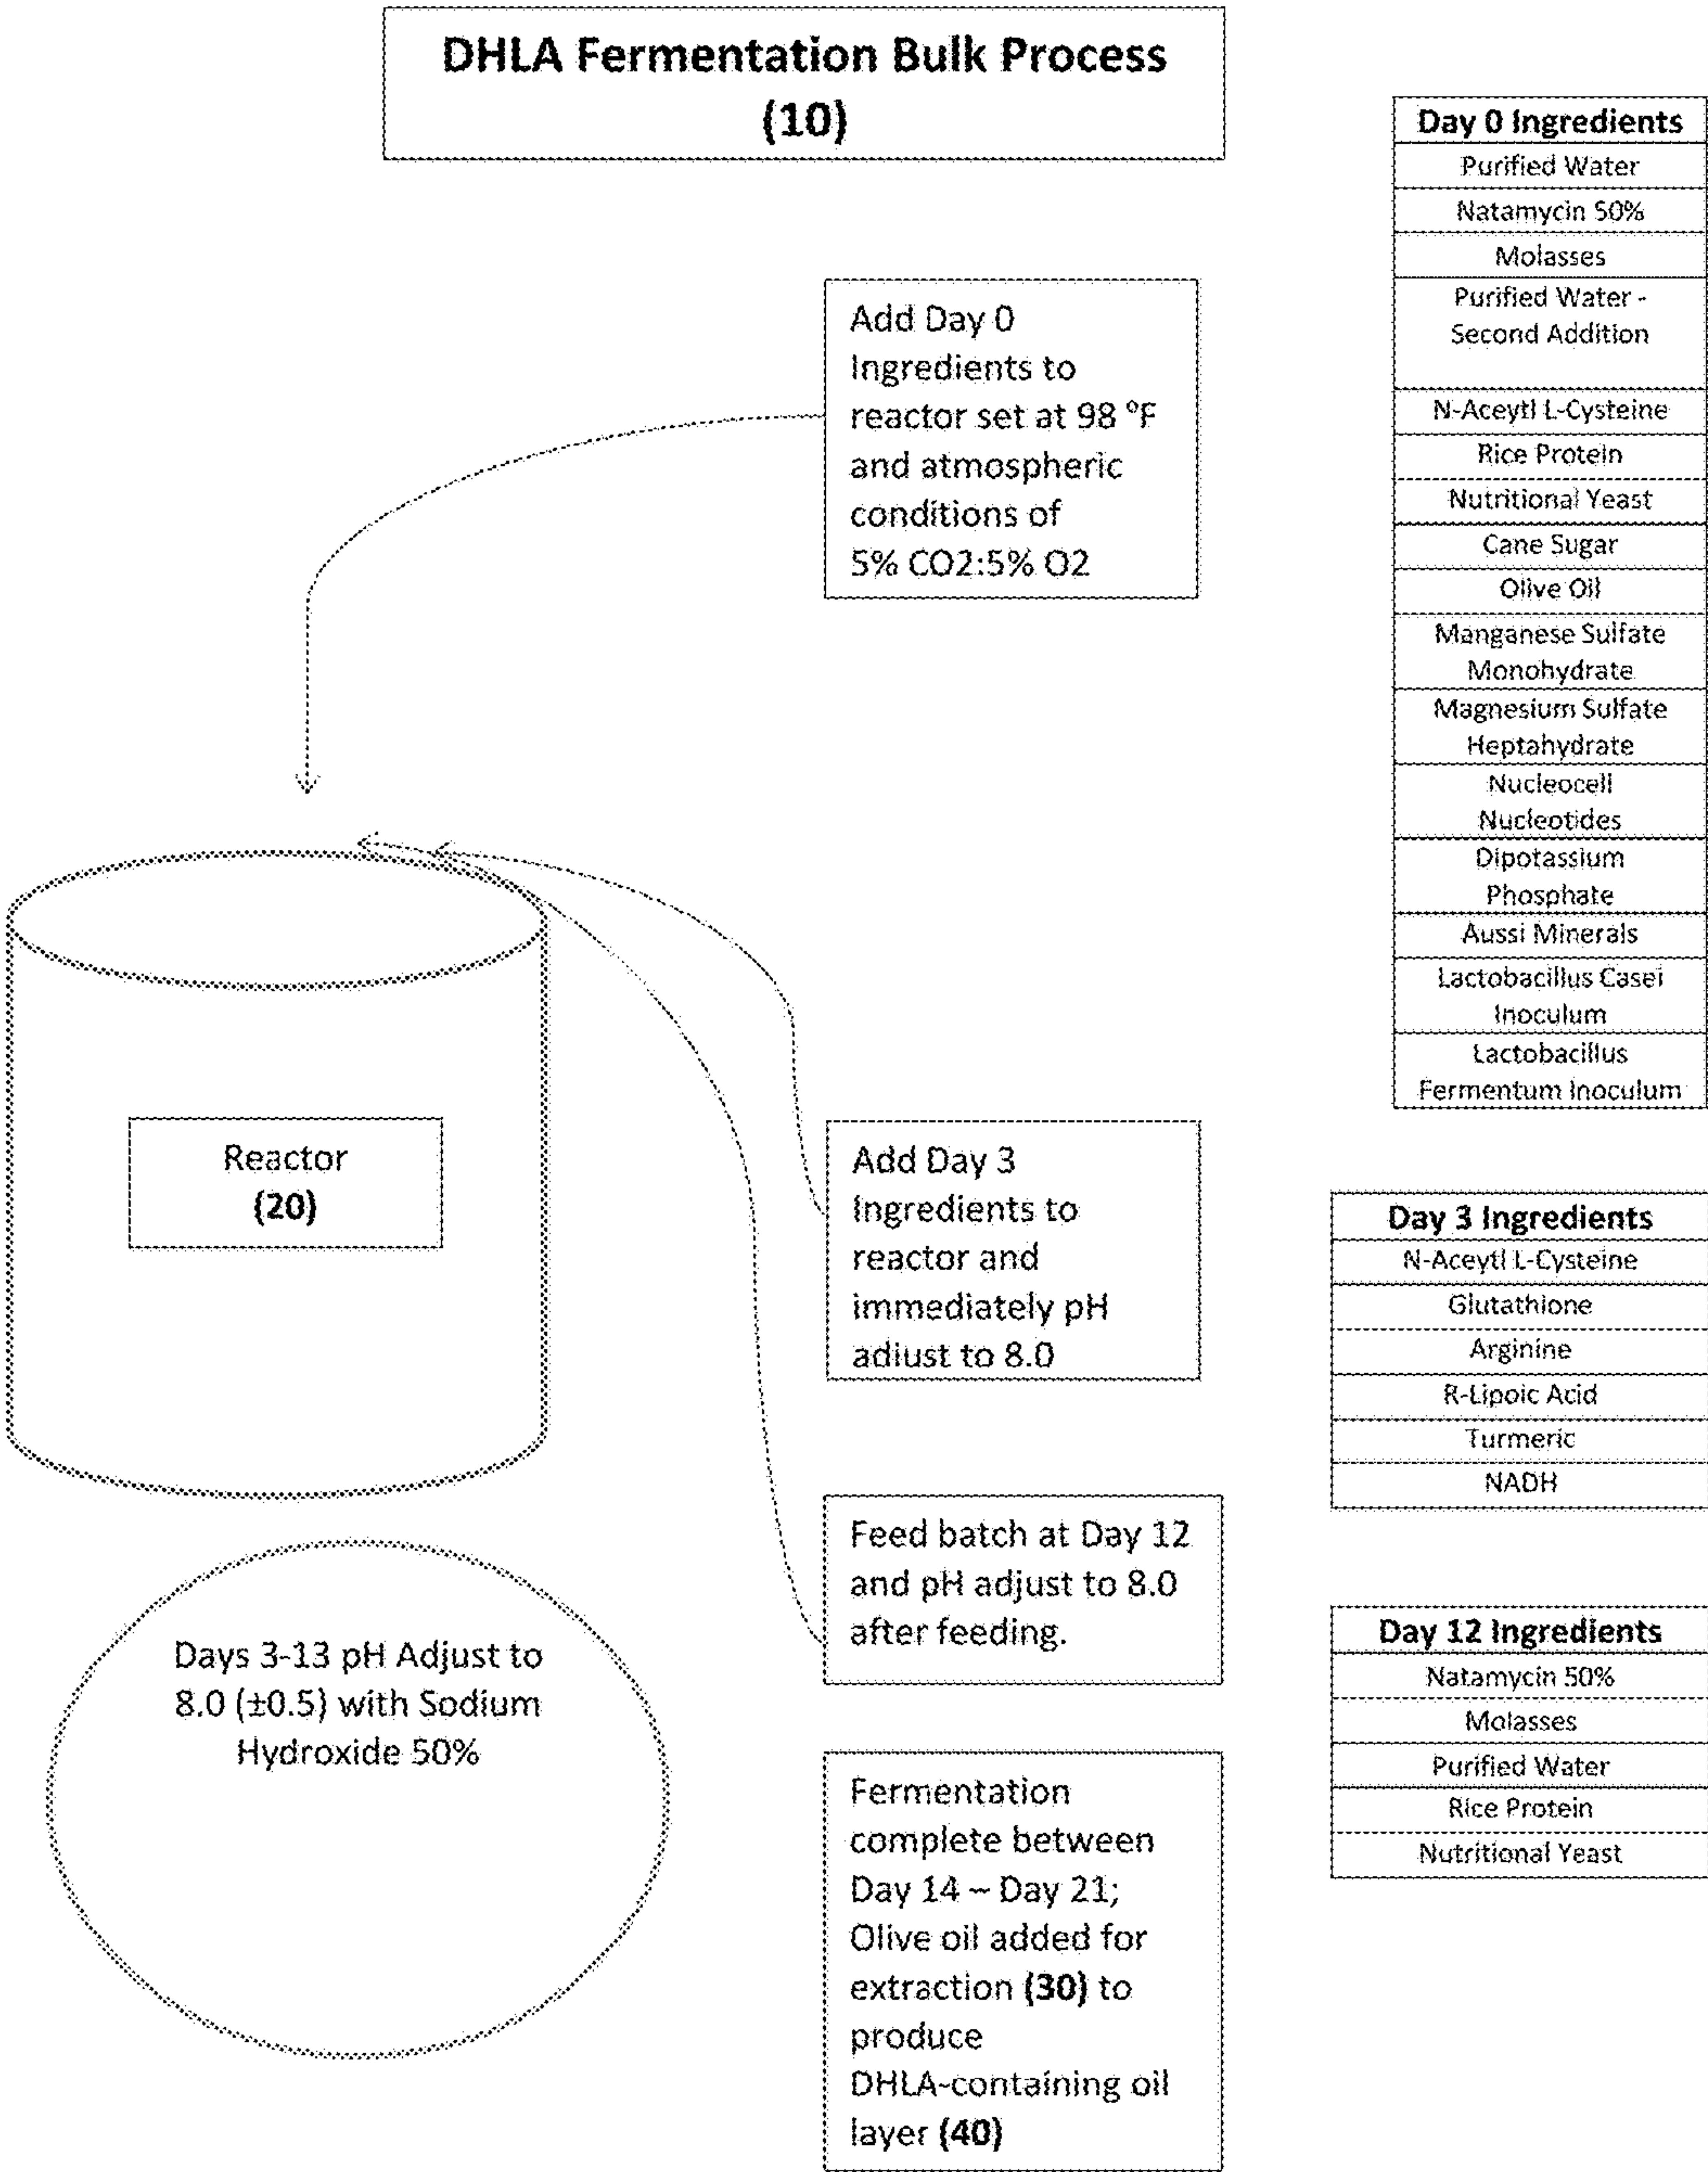 DHLA Fermentation Bulk Process
(10)
Add Day 0
Ingredients to
reactor set at 98 °F
and atmospheric
conditions of
5% CO2:5% O2
Reactor
(20)
Add Day 3
Ingredients to
reactor and
immediately pH
adjust to 8.0
Feed batch at Day 12
and pH adjust to 8.0
after feeding.
Days 3-13 pH Adjust to
8.0 (±0.5) with Sodium
Hydroxide 50%
Fermentation
complete between
Day 14 – Day 21;
Olive oil added for
extraction (30) to
produce
DHLA-containing oil
layer (40)
Day 0 Ingredients
Purified Water
Natamycin 50%
Molasses
Purified Water -
Second Addition
N-Aceytl L-Cysteine
Rice Protein
Nutritional Yeast
Cane Sugar
Olive Oil
Manganese Sulfate
Monohydrate
Magnesium Sulfate
Heptahydrate
Nucleocell
Nucleotides
Dipotassium
Phosphate
Aussi Minerals
Lactobacillus Casei
Inoculum
Lactobacillus
Fermentum Inoculum
Day 3 Ingredients
N-Aceytl L-Cysteine
Glutathione
Arginine
R-Lipoic Acid
Turmeric
NADH
Day 12 Ingredients
Natamycin 50%
Molasses
Purified Water
Rice Protein
Nutritional Yeast